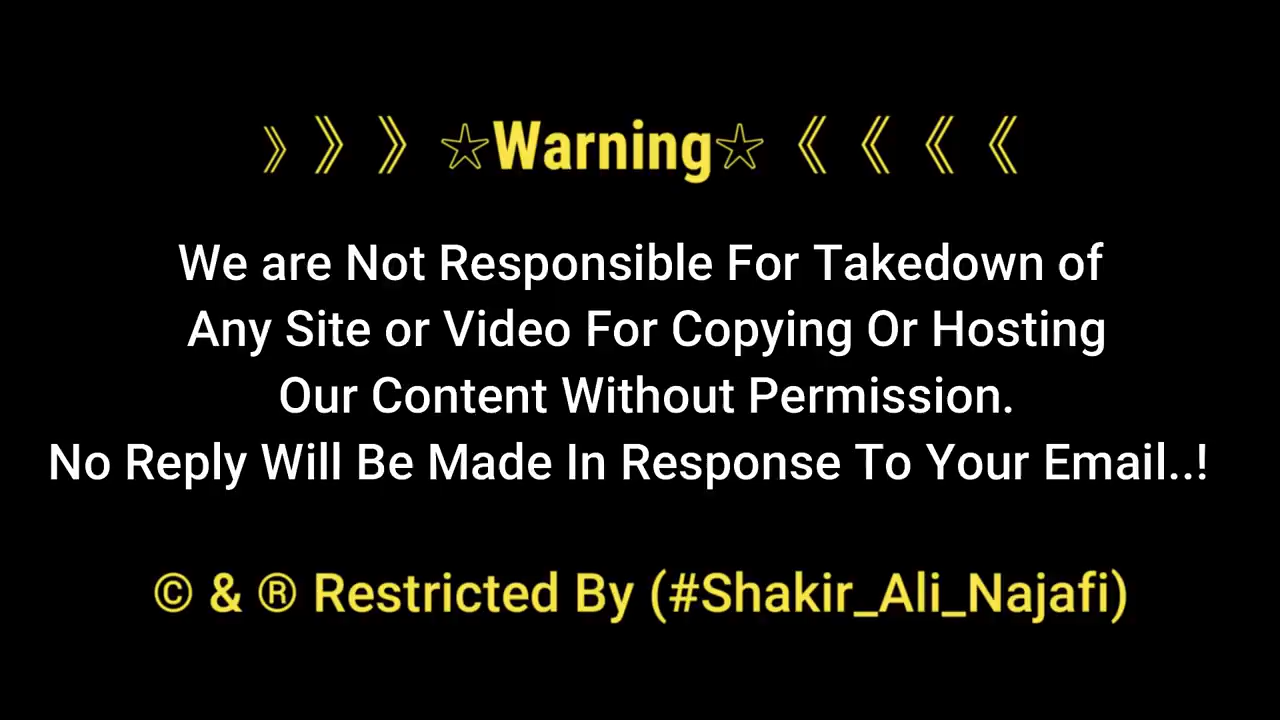 》 》 》 ☆Warning☆ 《 《 《 《
We are Not Responsible For Takedown of
Any Site or Video For Copying Or Hosting
Our Content Without Permission.
No Reply Will Be Made In Response To Your Email..!
© & ® Restricted By (#Shakir_Ali_Najafi)